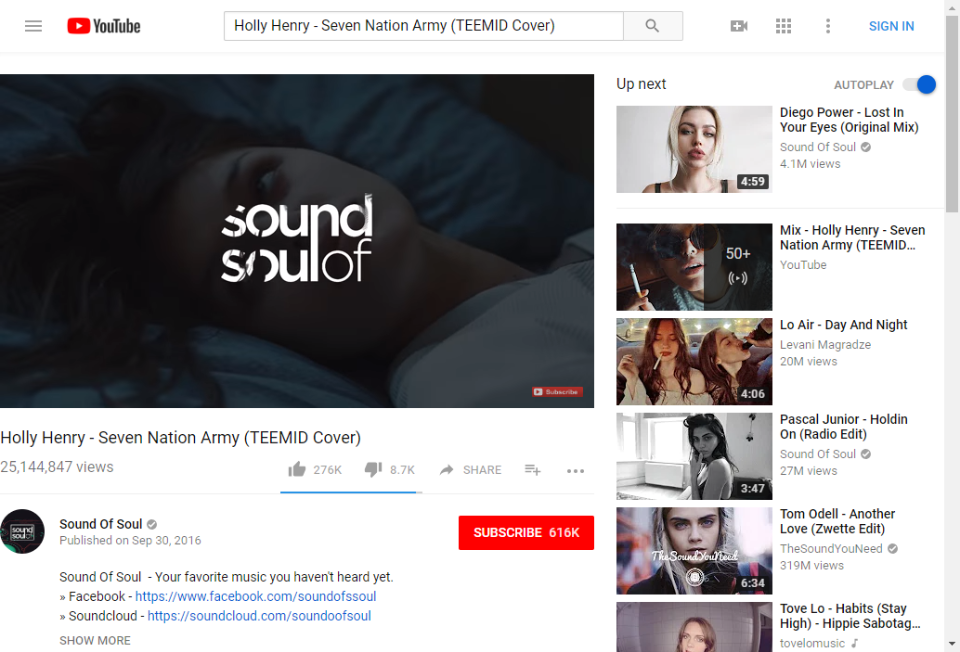 YouTube
Holly Henry - Seven Nation Army (TEEMID Cover)
SIGN IN
sound
soulof
Subscribe
Holly Henry - Seven Nation Army (TEEMID Cover)
25,144,847 views
276K
8.7K
SHARE
sound
soulof
Sound Of Soul
Published on Sep 30, 2016
SUBSCRIBE 616K
Sound Of Soul - Your favorite music you haven't heard yet.
» Facebook - https://www.facebook.com/soundofssoul
» Soundcloud - https://soundcloud.com/soundoofsoul
SHOW MORE
Up next
AUTOPLAY
4:59
Diego Power - Lost In
Your Eyes (Original Mix)
Sound Of Soul
4.1M views
50+
Mix - Holly Henry - Seven
Nation Army (TEEMID…
YouTube
4:06
Lo Air - Day And Night
Levani Magradze
20M views
3:47
Pascal Junior - Holdin
On (Radio Edit)
Sound Of Soul
27M views
TheSoundYouNeed
6:34
Tom Odell - Another
Love (Zwette Edit)
TheSoundYouNeed
319M views
Tove Lo - Habits (Stay
High) - Hippie Sabotag…
tovelomusic